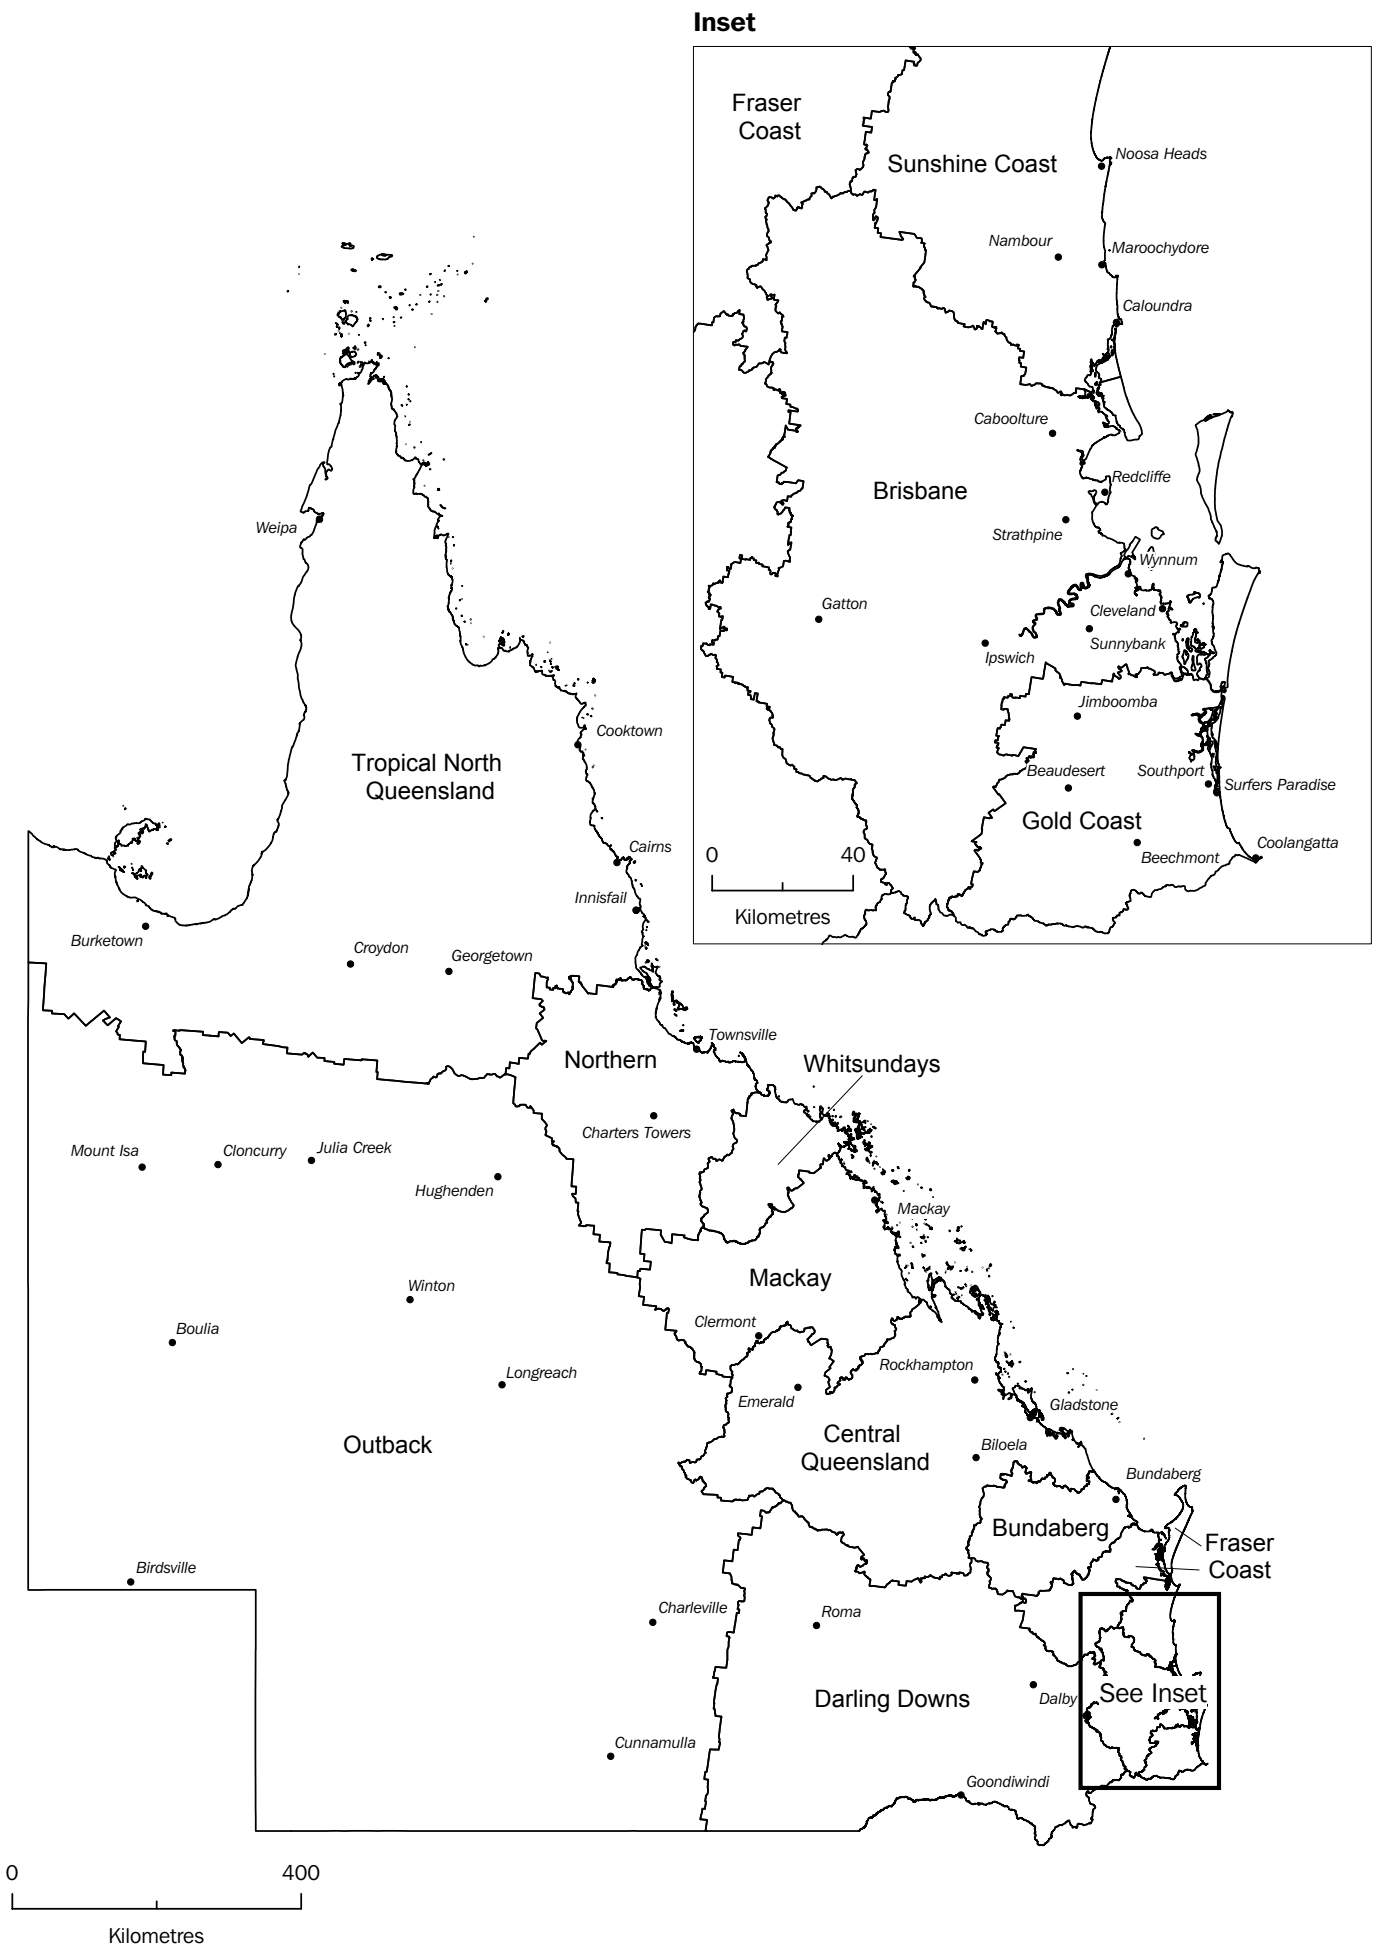 Inset
Fraser
Coast
Sunshine Coast
Noosa Heads
Nambour
Maroochydore
Caloundra
Caboolture
Redcliffe
Brisbane
Strathpine
Wynnum
Gatton
Cleveland
Sunnybank
Ipswich
Jimboomba
Beaudesert
Southport
Surfers Paradise
Gold Coast
Coolangatta
Beechmont
0 40
Kilometres
Weipa
Cooktown
Tropical North
Queensland
Cairns
Innisfail
Burketown
Croydon
Georgetown
Townsville
Northern
Whitsundays
Charters Towers
Mount Isa
Cloncurry
Julia Creek
Hughenden
Mackay
Mackay
Winton
Clermont
Boulia
Rockhampton
Longreach
Emerald
Gladstone
Central
Queensland
Outback
Biloela
Bundaberg
Bundaberg
Fraser
Coast
Birdsville
Charleville
Roma
Darling Downs
Dalby
See Inset
Cunnamulla
Goondiwindi
0 400
Kilometres